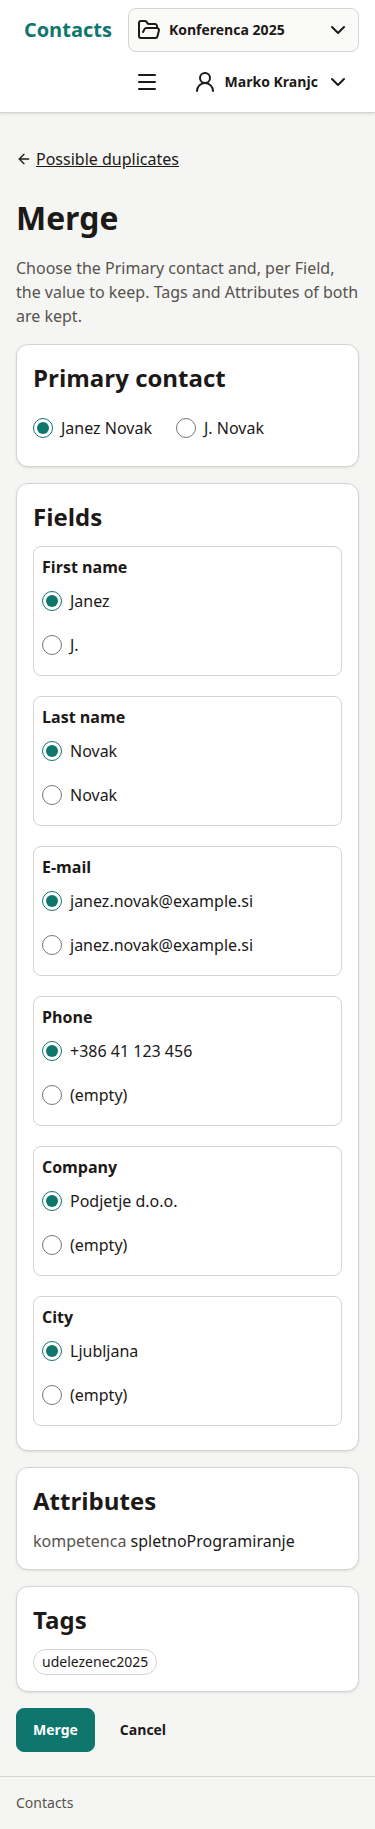 Contacts
Konferenca 2025
Marko Kranjc
Possible duplicates
Merge
Choose the Primary contact and, per Field,
the value to keep. Tags and Attributes of both
are kept.
Primary contact
Janez Novak
J. Novak
Fields
First name
Janez
J.
Last name
Novak
Novak
E-mail
janez.novak@example.si
janez.novak@example.si
Phone
+386 41 123 456
(empty)
Company
Podjetje d.o.o.
(empty)
City
Ljubljana
(empty)
Attributes
kompetenca spletnoProgramiranje
Tags
udelezenec2025
Merge
Cancel
Contacts